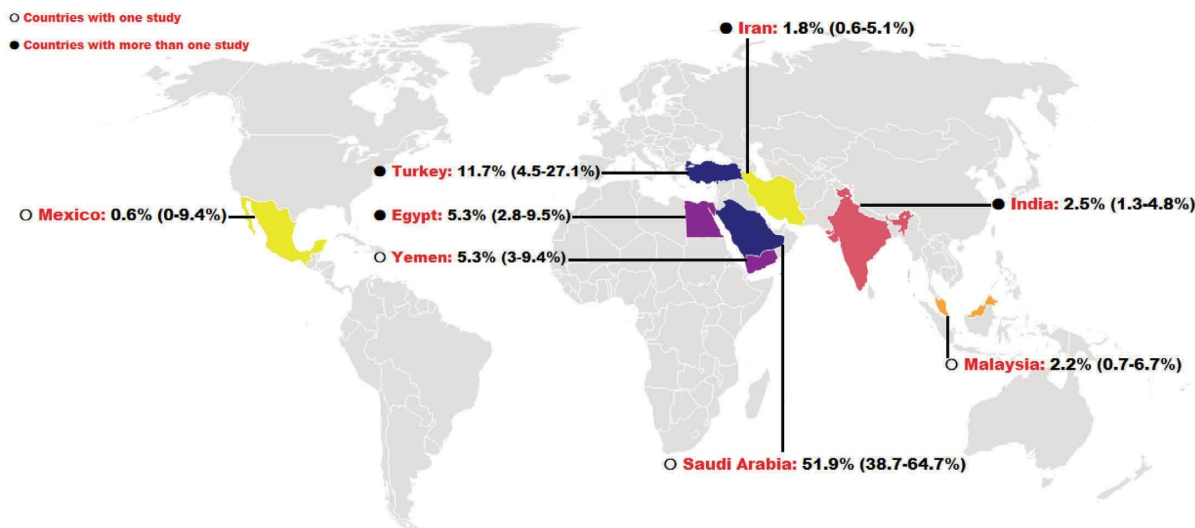 Countries with one study
Countries with more than one study
Iran: 1.8% (0.6-5.1%)
Turkey: 11.7% (4.5-27.1%)
Mexico: 0.6% (0-9.4%)
Egypt: 5.3% (2.8-9.5%)
India: 2.5% (1.3-4.8%)
Yemen: 5.3% (3-9.4%)
Malaysia: 2.2% (0.7-6.7%)
Saudi Arabia: 51.9% (38.7-64.7%)